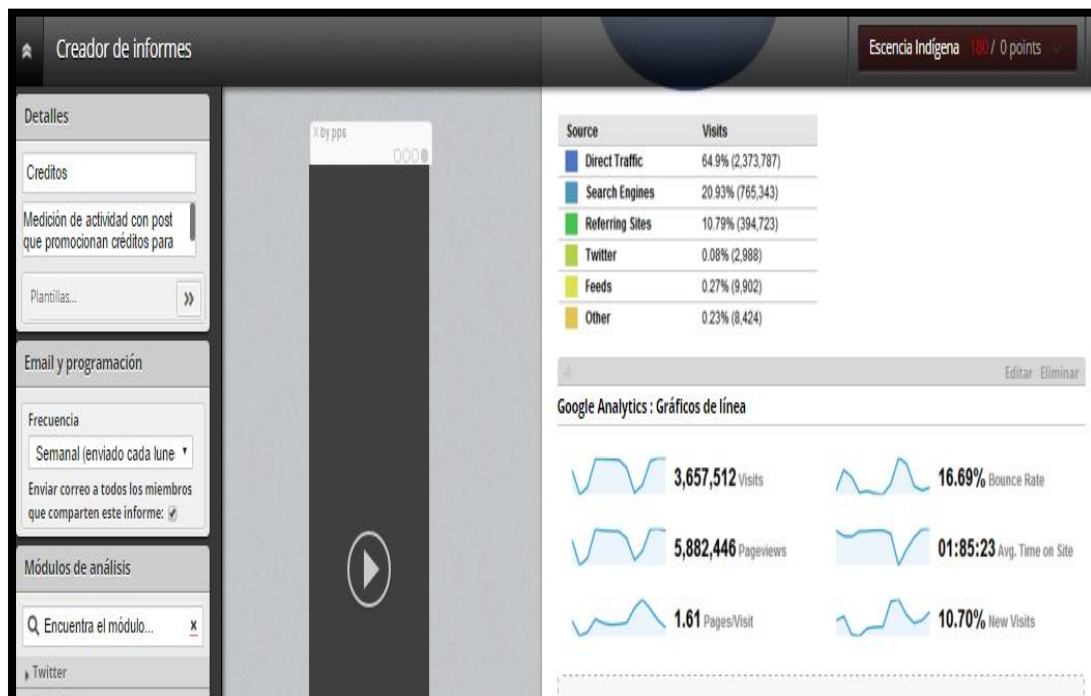 Creador de informes
Escencia Indígena 180 / 0 points
Detalles
Creditos
Medición de actividad con post
que promocionan créditos para
Plantillas...
Email y programación
Frecuencia
Semanal (enviado cada lune
Enviar correo a todos los miembros
que comparten este informe:
Módulos de análisis
Encuentra el módulo... x
Twitter
X by pps
Source Visits
Direct Traffic 64.9% (2,373,787)
Search Engines 20.93% (765,343)
Referring Sites 10.79% (394,723)
Twitter 0.08% (2,988)
Feeds 0.27% (9,902)
Other 0.23% (8,424)
Editar Eliminar
Google Analytics : Gráficos de línea
3,657,512 Visits
16.69% Bounce Rate
5,882,446 Pageviews
01:85:23 Avg. Time on Site
1.61 Pages/Visit
10.70% New Visits